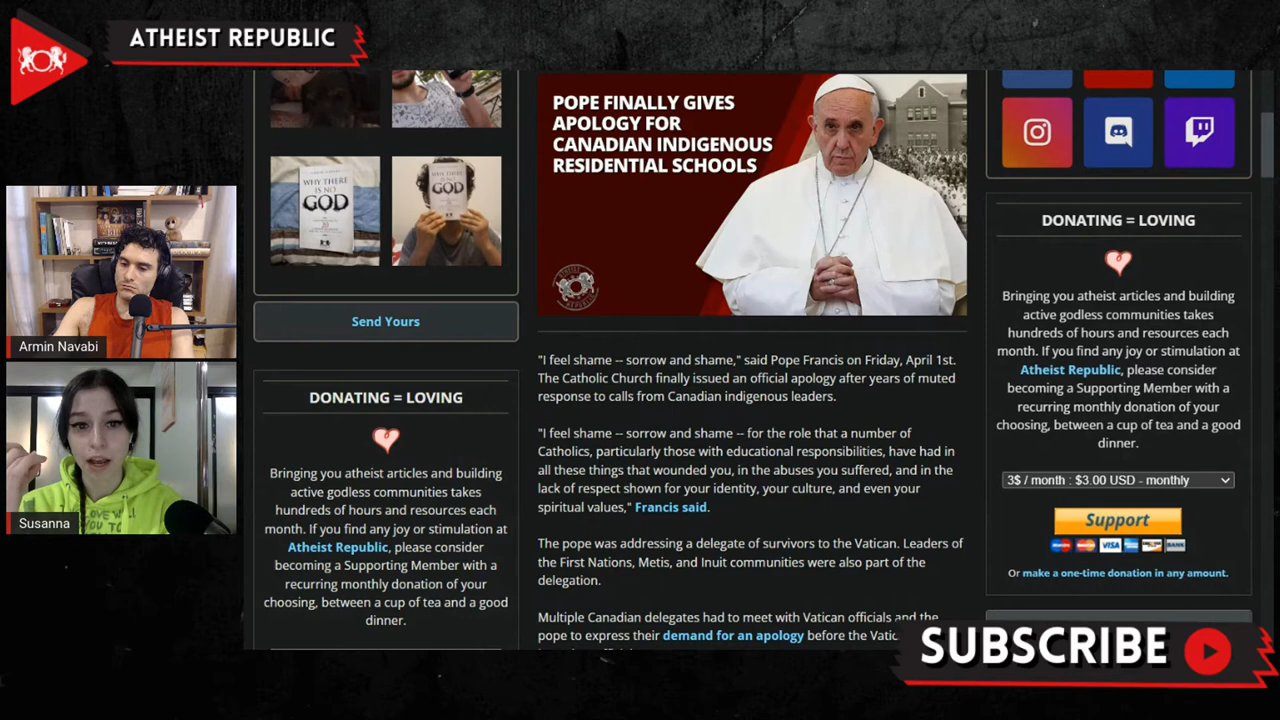 ATHEIST REPUBLIC
WHY THERE
IS NO
GOD
GOD
Send Yours
DONATING = LOVING
Bringing you atheist articles and building
active godless communities takes
hundreds of hours and resources each
month. If you find any joy or stimulation at
Atheist Republic, please consider
becoming a Supporting Member with a
recurring monthly donation of your
choosing, between a cup of tea and a good
dinner.
POPE FINALLY GIVES
APOLOGY FOR
CANADIAN INDIGENOUS
RESIDENTIAL SCHOOLS
"I feel shame -- sorrow and shame," said Pope Francis on Friday, April 1st.
The Catholic Church finally issued an official apology after years of muted
response to calls from Canadian indigenous leaders.
"I feel shame -- sorrow and shame -- for the role that a number of
Catholics, particularly those with educational responsibilities, have had in
all these things that wounded you, in the abuses you suffered, and in the
lack of respect shown for your identity, your culture, and even your
spiritual values," Francis said.
The pope was addressing a delegate of survivors to the Vatican. Leaders of
the First Nations, Metis, and Inuit communities were also part of the
delegation.
Multiple Canadian delegates had to meet with Vatican officials and the
pope to express their demand for an apology before the
DONATING = LOVING
Bringing you atheist articles and building
active godless communities takes
hundreds of hours and resources each
month. If you find any joy or stimulation at
Atheist Republic, please consider
becoming a Supporting Member with a
recurring monthly donation of your
choosing, between a cup of tea and a good
dinner.
3$ / month : $3.00 USD - monthly
Support
VISA
BANK
Or make a one-time donation in any amount.
Armin Navabi
Susanna
SUBSCRIBE